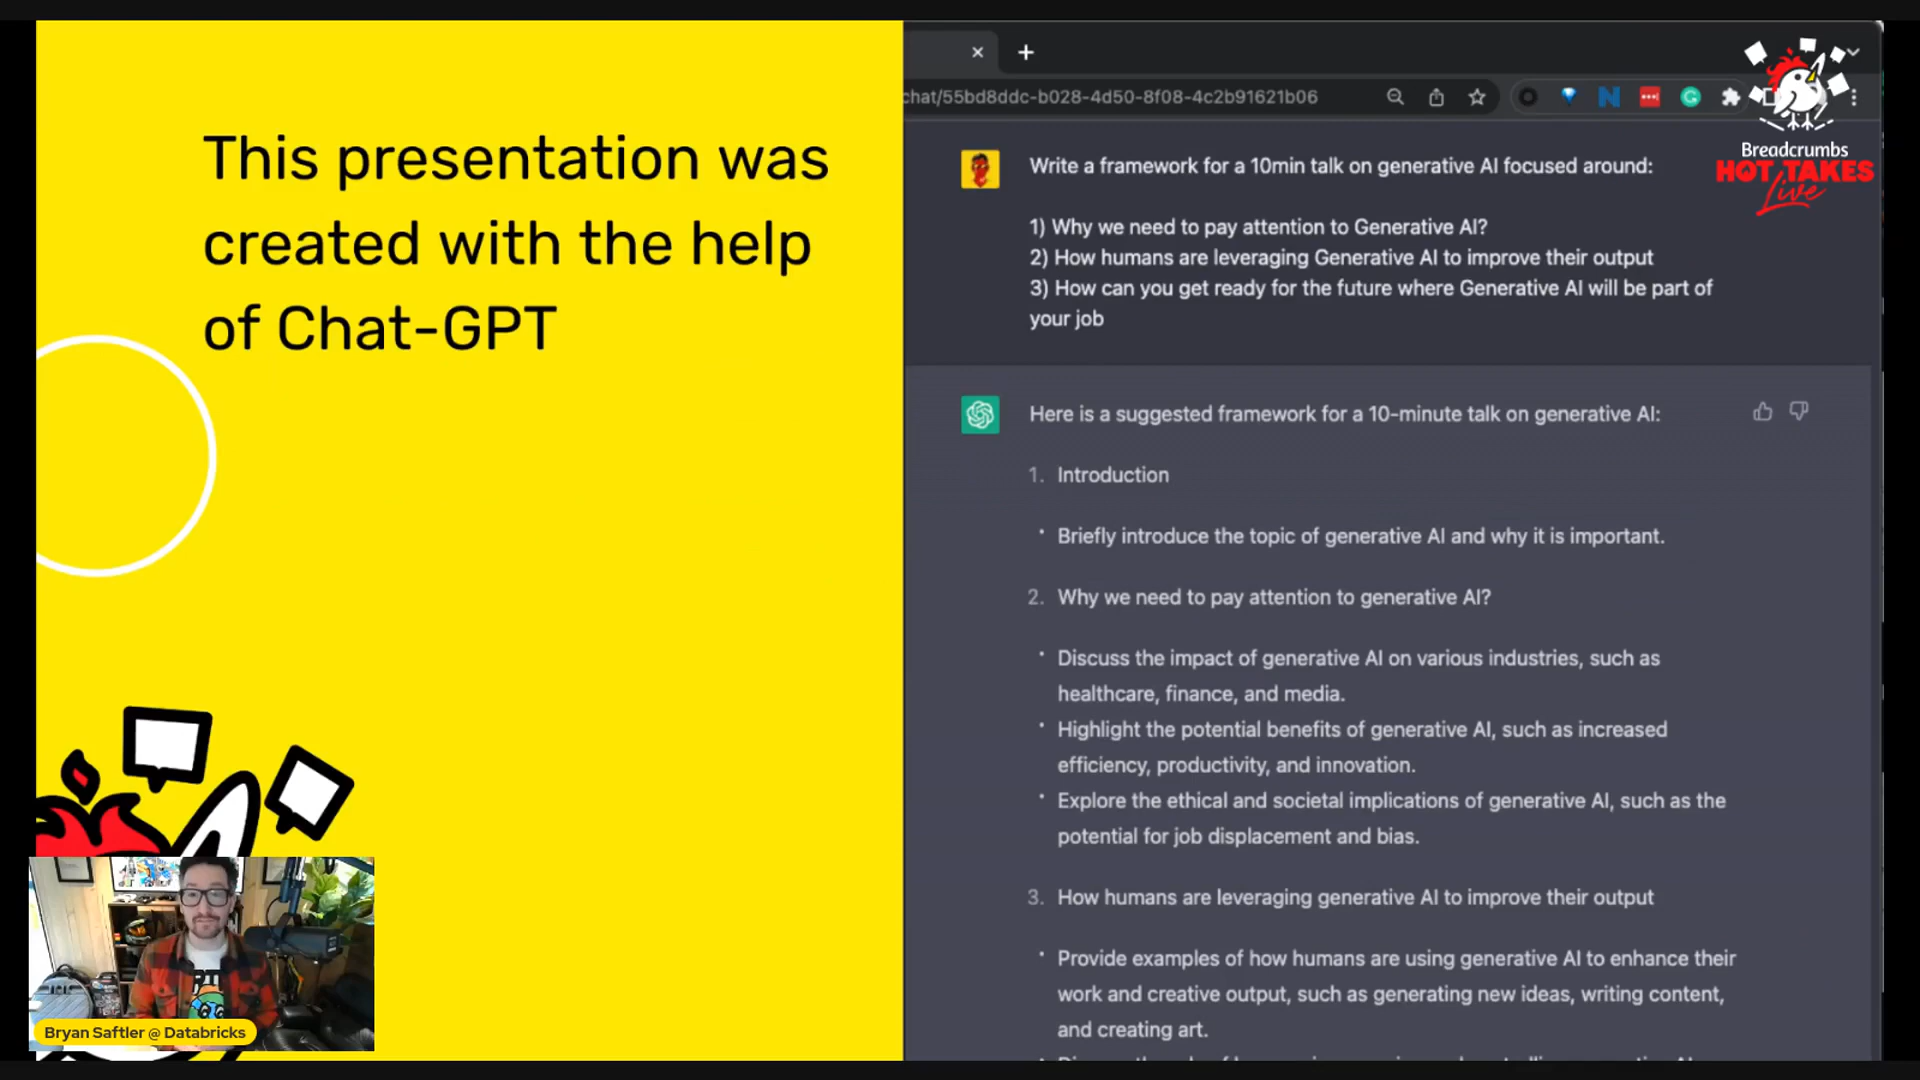 This presentation was
created with the help
of Chat-GPT
chat/55bd8ddc-b028-4d50-8f08-4c2b91621b06
Breadcrumbs
HOT TAKES
Live
Write a framework for a 10min talk on generative AI focused around:
1) Why we need to pay attention to Generative AI?
2) How humans are leveraging Generative AI to improve their output
3) How can you get ready for the future where Generative AI will be part of
your job
Here is a suggested framework for a 10-minute talk on generative AI:
1. Introduction
• Briefly introduce the topic of generative AI and why it is important.
2. Why we need to pay attention to generative AI?
• Discuss the impact of generative AI on various industries, such as
healthcare, finance, and media.
• Highlight the potential benefits of generative AI, such as increased
efficiency, productivity, and innovation.
• Explore the ethical and societal implications of generative AI, such as the
potential for job displacement and bias.
3. How humans are leveraging generative AI to improve their output
• Provide examples of how humans are using generative AI to enhance their
work and creative output, such as generating new ideas, writing content,
and creating art.
Bryan Saftler @ Databricks